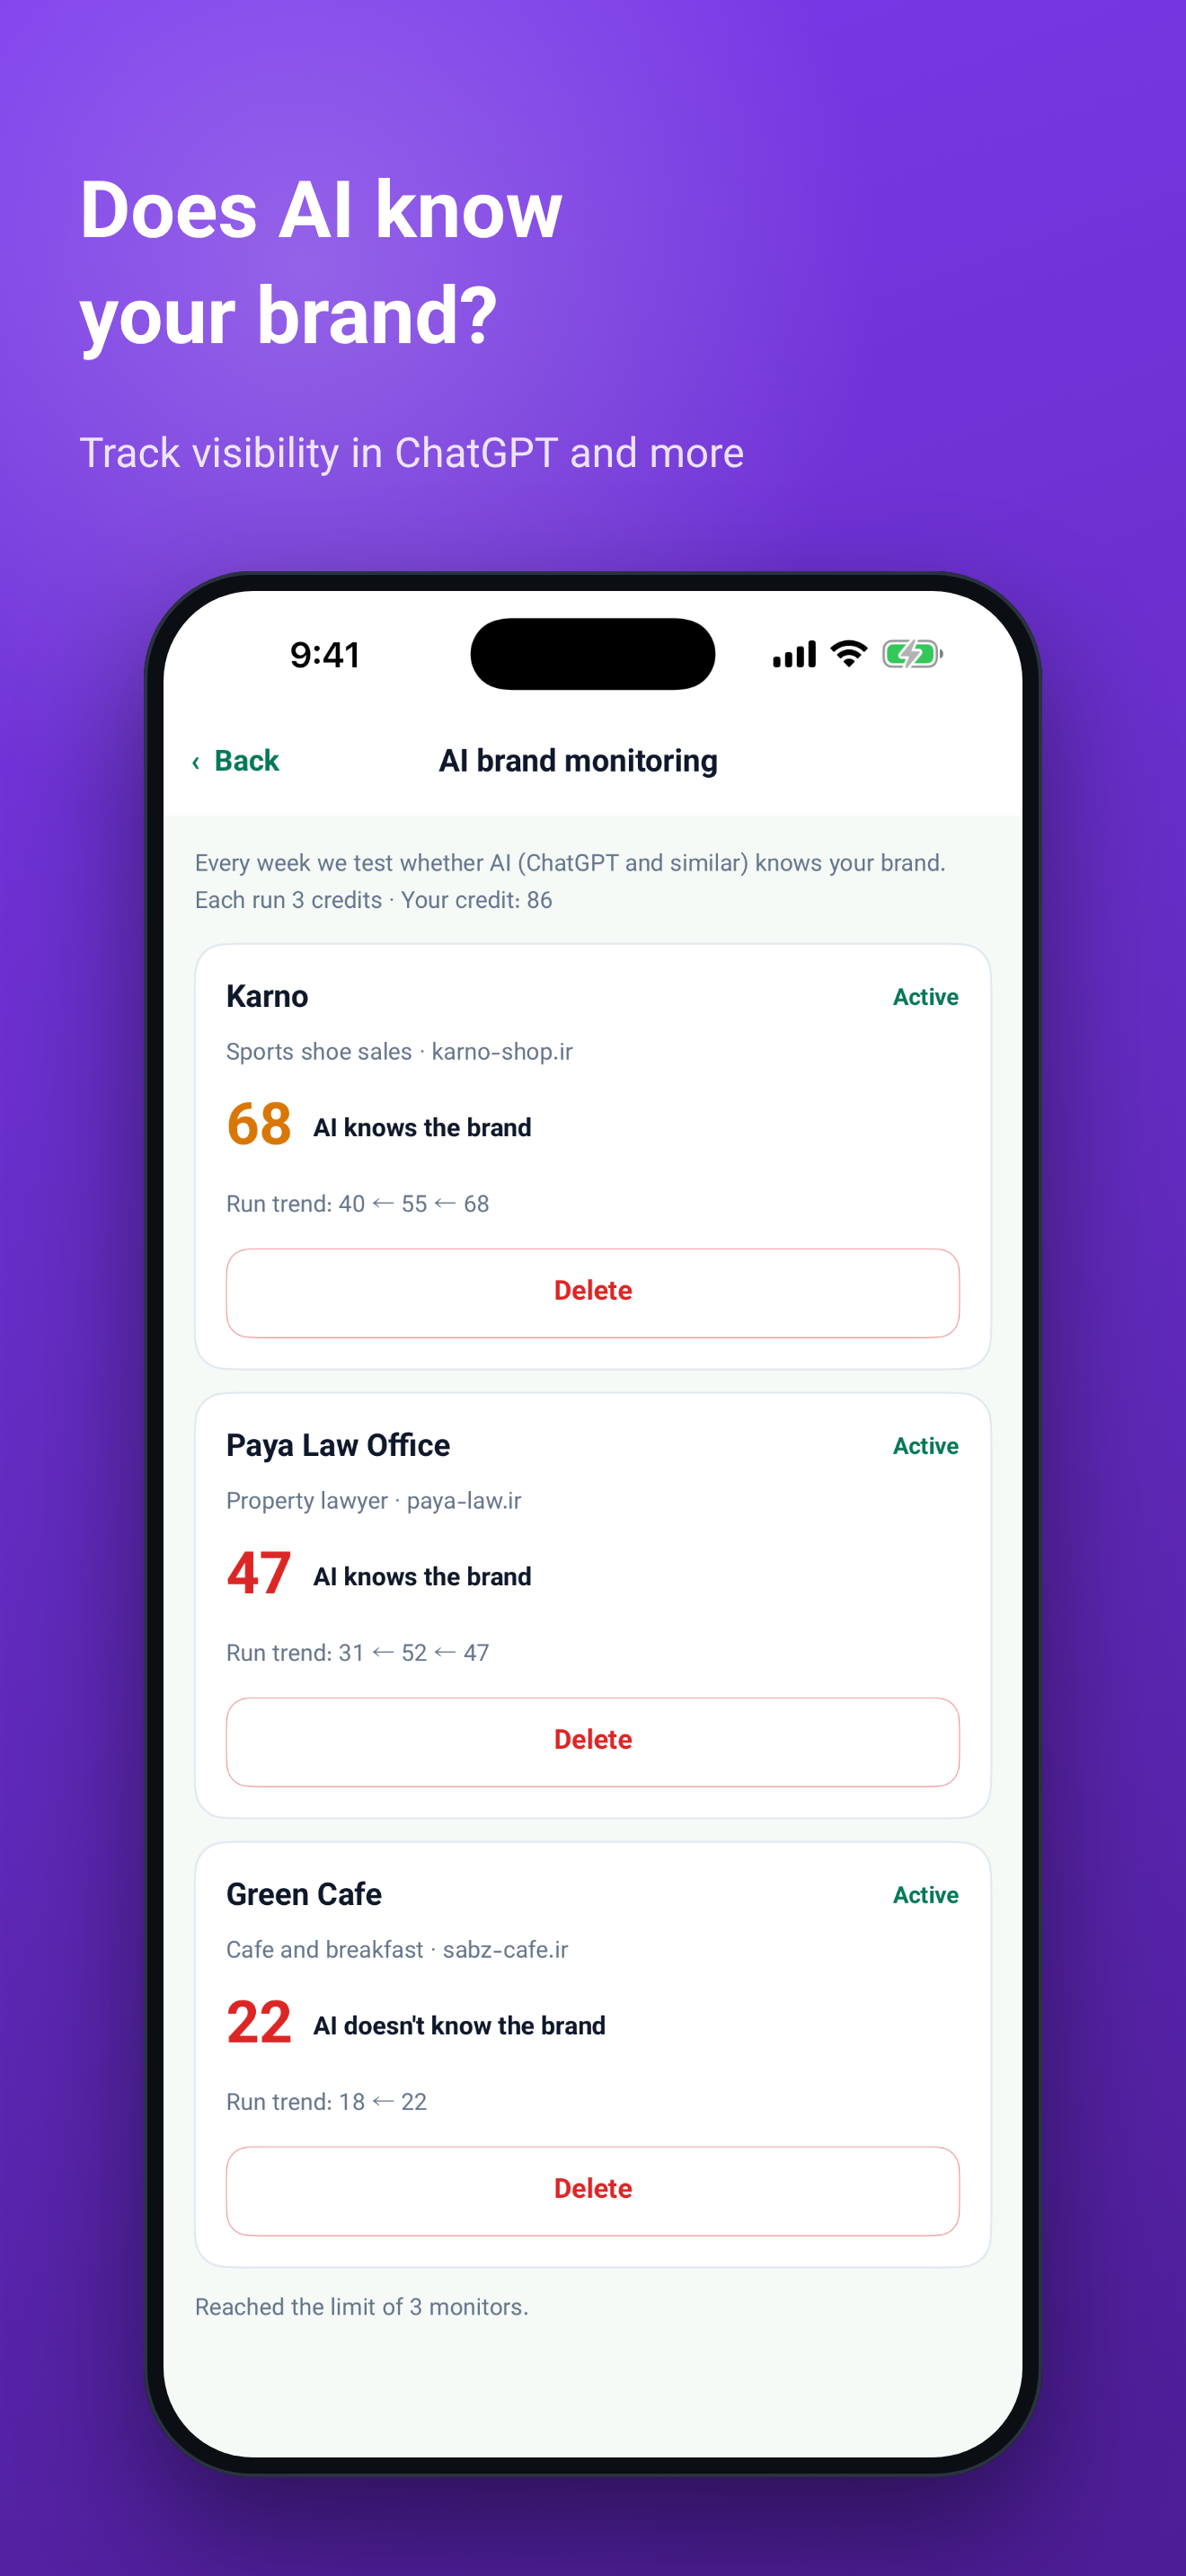 Does AI know
your brand?
Track visibility in ChatGPT and more
9:41
‹ Back
AI brand monitoring
Every week we test whether AI (ChatGPT and similar) knows your brand.
Each run 3 credits · Your credit: 86
Karno
Active
Sports shoe sales · karno-shop.ir
68 AI knows the brand
Run trend: 40 ← 55 ← 68
Delete
Paya Law Office
Active
Property lawyer · paya-law.ir
47 AI knows the brand
Run trend: 31 ← 52 ← 47
Delete
Green Cafe
Active
Cafe and breakfast · sabz-cafe.ir
22 AI doesn't know the brand
Run trend: 18 ← 22
Delete
Reached the limit of 3 monitors.